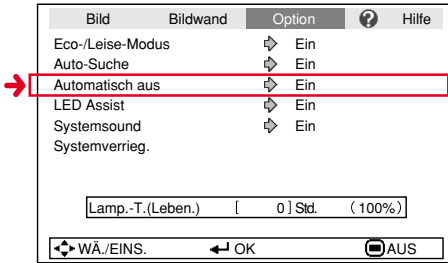 Bild Bildwand Option ? Hilfe
Eco-/Leise-Modus Ein
Auto-Suche Ein
Automatisch aus Ein
LED Assist Ein
Systemsound Ein
Systemverrieg.
Lamp.-T.(Leben.) [ 0] Std. (100%)
WÄ./EINS. OK AUS